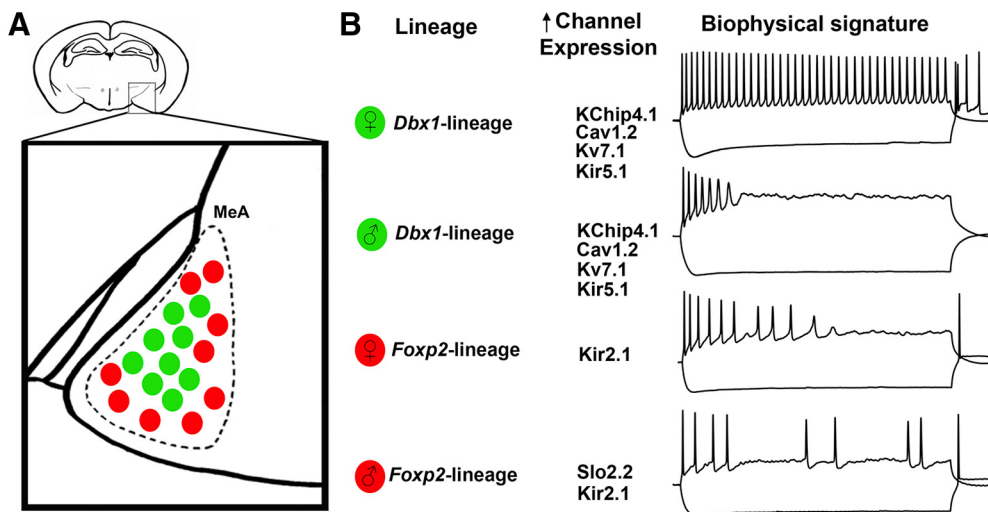 A
MeA
B
Lineage
↑Channel
Expression
Biophysical signature
♀ Dbx1-lineage
KChip4.1
Cav1.2
Kv7.1
Kir5.1
♂ Dbx1-lineage
KChip4.1
Cav1.2
Kv7.1
Kir5.1
♀ Foxp2-lineage
Kir2.1
♂ Foxp2-lineage
Slo2.2
Kir2.1